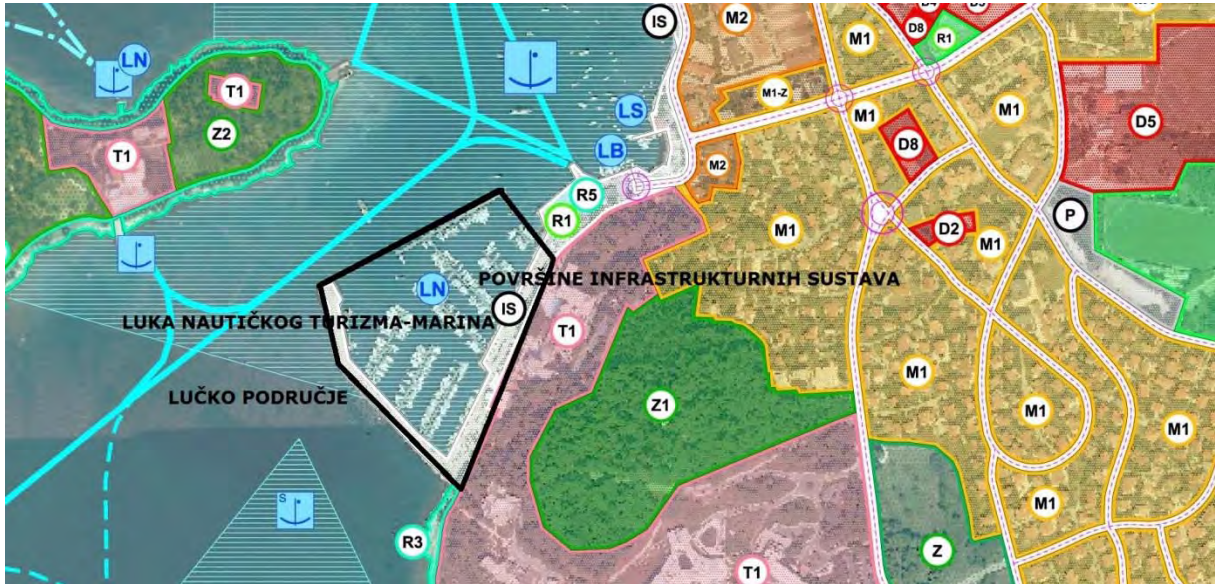 D4
D3
IS
M2
M1
D8
R1
LN
T1
M1-Z
M1
D5
LS
Z2
M1
D8
LB
T1
M2
R5
P
R1
M1
D2
M1
POVRŠINE INFRASTRUKTURNIH SUSTAVA
LN
IS
LUKA NAUTIČKOG TURIZMA-MARINA
T1
M1
LUČKO PODRUČJE
Z1
M1
M1
S
M1
R3
Z
T1